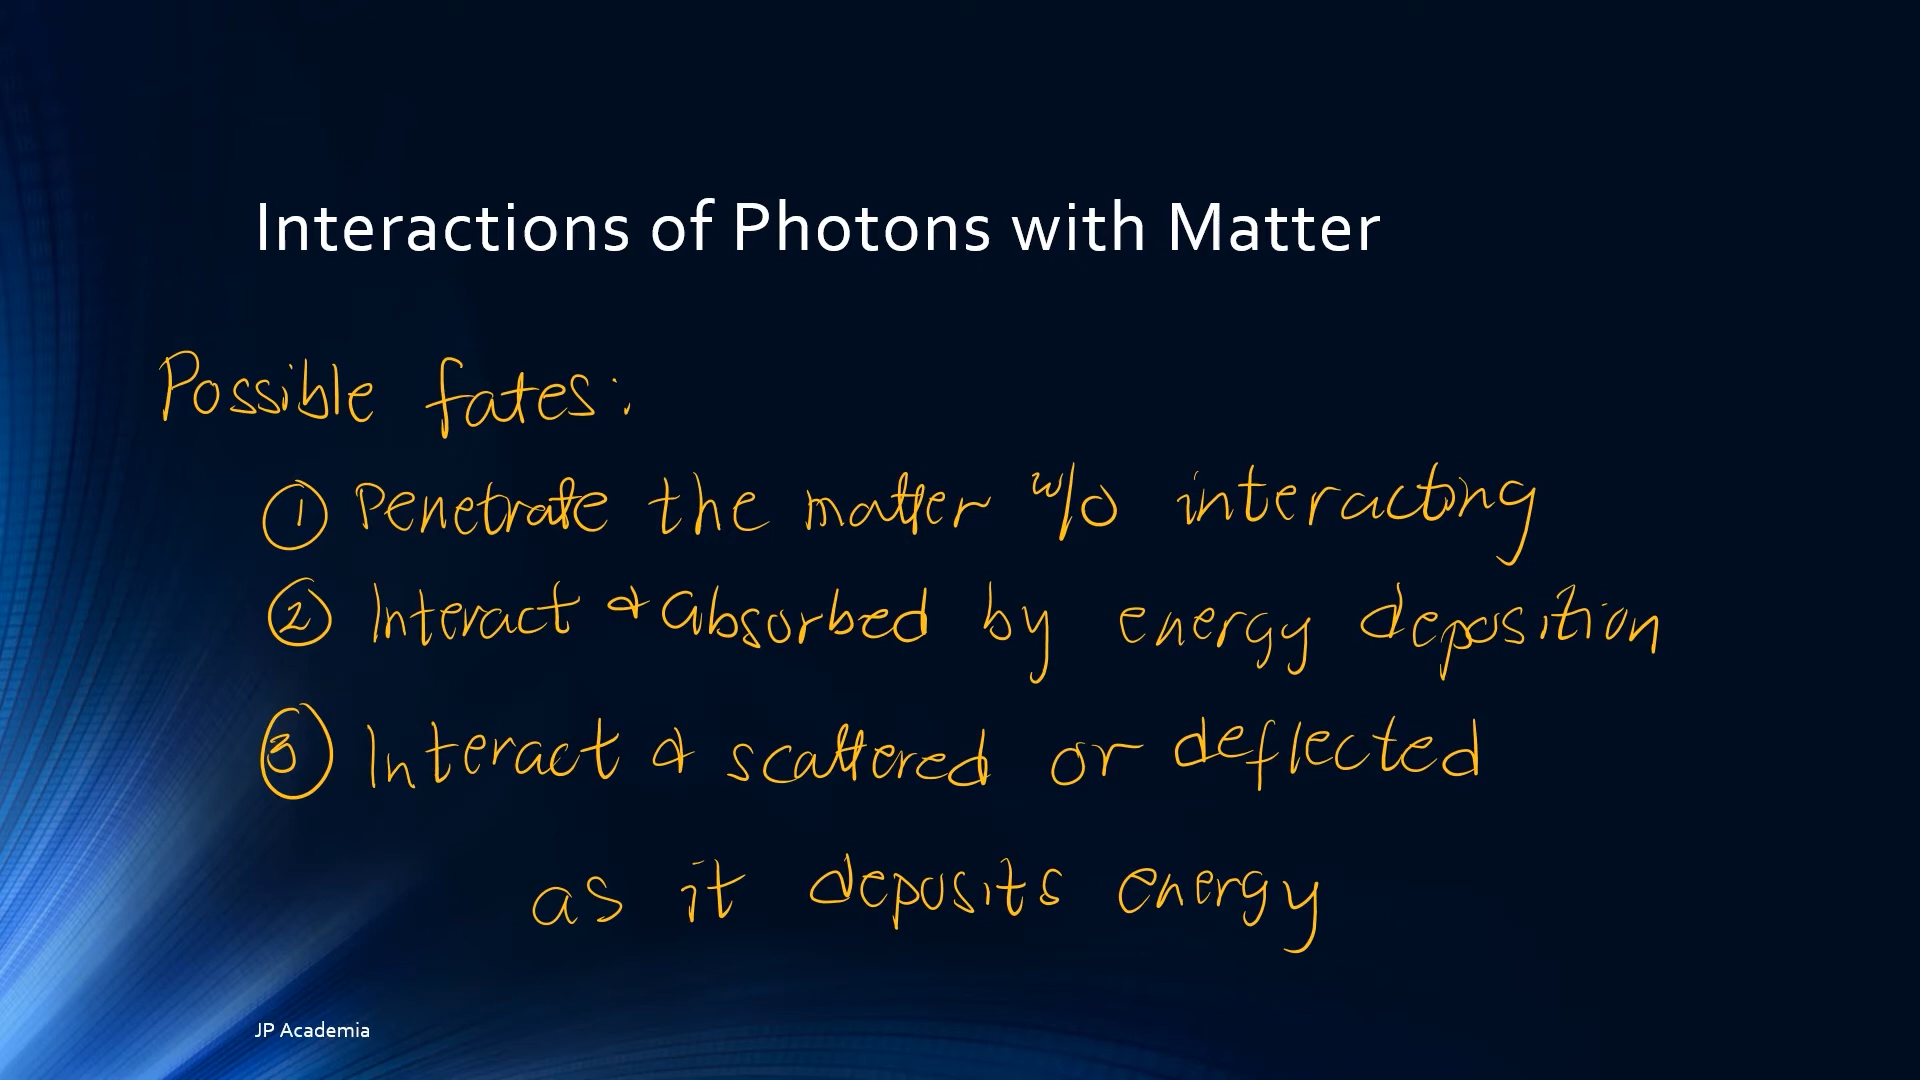 Interactions of Photons with Matter
Possible fates:
① Penetrate the matter w/o interacting
② Interact & absorbed by energy deposition
③ Interact & scattered or deflected
as it deposits energy
JP Academia